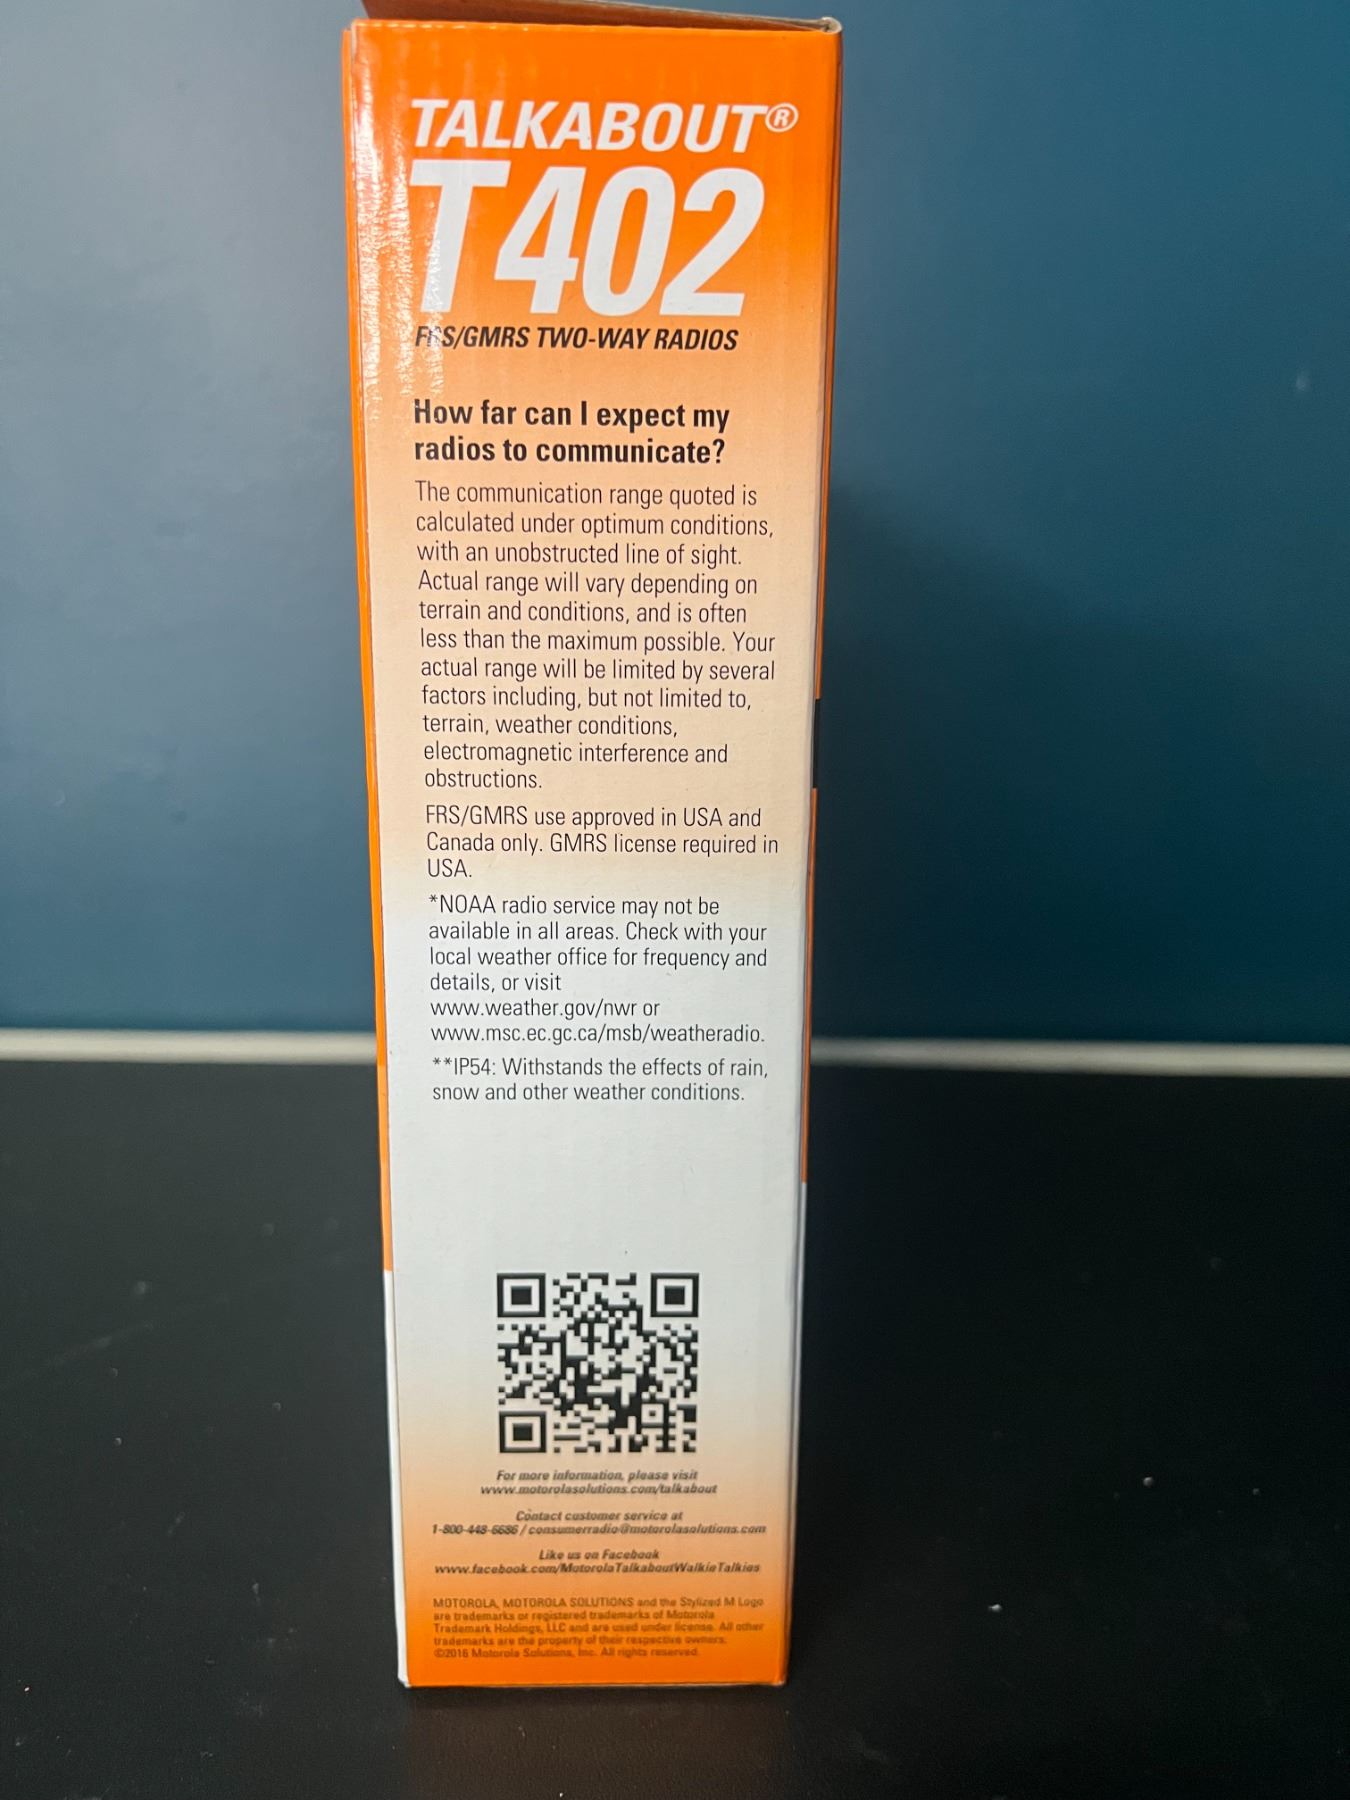 TALKABOUT®
T402
FRS/GMRS TWO-WAY RADIOS
How far can I expect my
radios to communicate?
The communication range quoted is
calculated under optimum conditions,
with an unobstructed line of sight.
Actual range will vary depending on
terrain and conditions, and is often
less than the maximum possible. Your
actual range will be limited by several
factors including, but not limited to,
terrain, weather conditions,
electromagnetic interference and
obstructions.
FRS/GMRS use approved in USA and
Canada only. GMRS license required in
USA.
*NOAA radio service may not be
available in all areas. Check with your
local weather office for frequency and
details, or visit
www.weather.gov/nwr or
www.msc.ec.gc.ca/msb/weatheradio.
**IP54: Withstands the effects of rain,
snow and other weather conditions.
For more information, please visit
www.motorolasolutions.com/talkabout
Contact customer service at
1-800-448-6686 / consumerradio@motorolasolutions.com
Like us on Facebook
www.facebook.com/MotorolaTalkaboutWalkieTalkies
MOTOROLA, MOTOROLA SOLUTIONS and the Stylized M Logo
are trademarks or registered trademarks of Motorola
Trademark Holdings, LLC and are used under license. All other
trademarks are the property of their respective owners.
©2016 Motorola Solutions, Inc. All rights reserved.